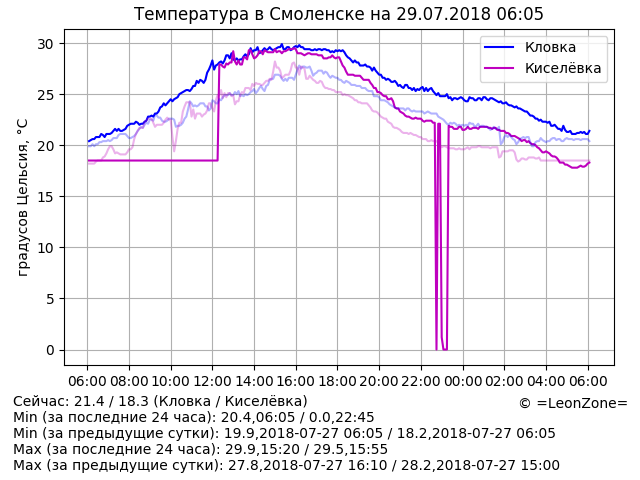 Температура в Смоленске на 29.07.2018 06:05
градусов Цельсия, °C
30
25
20
15
10
5
0
Кловка
Киселёвка
06:00 08:00 10:00 12:00 14:00 16:00 18:00 20:00 22:00 00:00 02:00 04:00 06:00
Сейчас: 21.4 / 18.3 (Кловка / Киселёвка)
© =LeonZone=
Min (за последние 24 часа): 20.4,06:05 / 0.0,22:45
Min (за предыдущие сутки): 19.9,2018-07-27 06:05 / 18.2,2018-07-27 06:05
Max (за последние 24 часа): 29.9,15:20 / 29.5,15:55
Max (за предыдущие сутки): 27.8,2018-07-27 16:10 / 28.2,2018-07-27 15:00